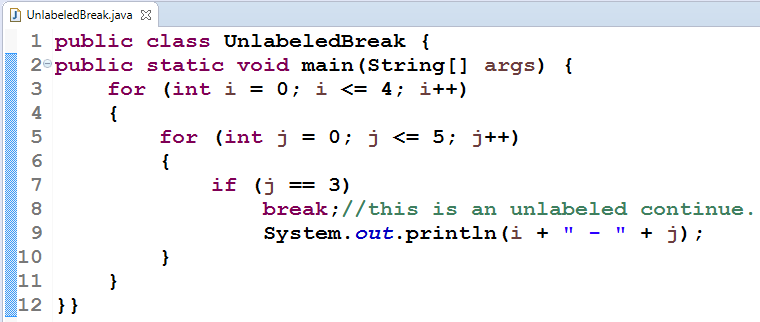 UnlabeledBreak.java
1 public class UnlabeledBreak {
2 public static void main(String[] args) {
3     for (int i = 0; i <= 4; i++)
4     {
5         for (int j = 0; j <= 5; j++)
6         {
7             if (j == 3)
8                 break;//this is an unlabeled continue.
9                 System.out.println(i + " - " + j);
10         }
11     }
12 }}